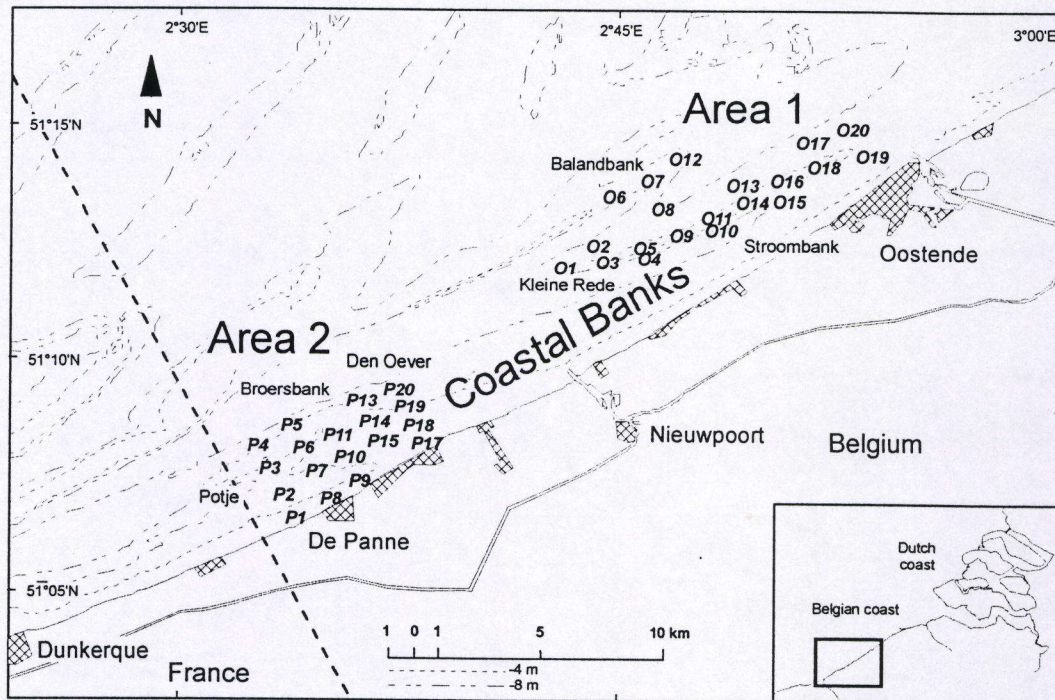 2°30'E
2°45'E
3°00'E
51°15'N
N
Area 1
O20
O17
O19
O18
Balandbank
O12
O7
O6
O16
O13
O15
O14
O8
O11
O10
O9
Stroombank
Oostende
O2
O5
O4
O3
O1
Kleine Rede
Coastal Banks
51°10'N
Area 2
Den Oever
Broersbank
P20
P13
P19
P5
P14
P18
P11
P15
P17
P4
P6
P10
P3
P7
P9
Potje
P2
P8
P1
Nieuwpoort
Belgium
De Panne
51°05'N
Dunkerque
France
1 0 1 5 10 km
-4 m
-8 m
Dutch
coast
Belgian coast